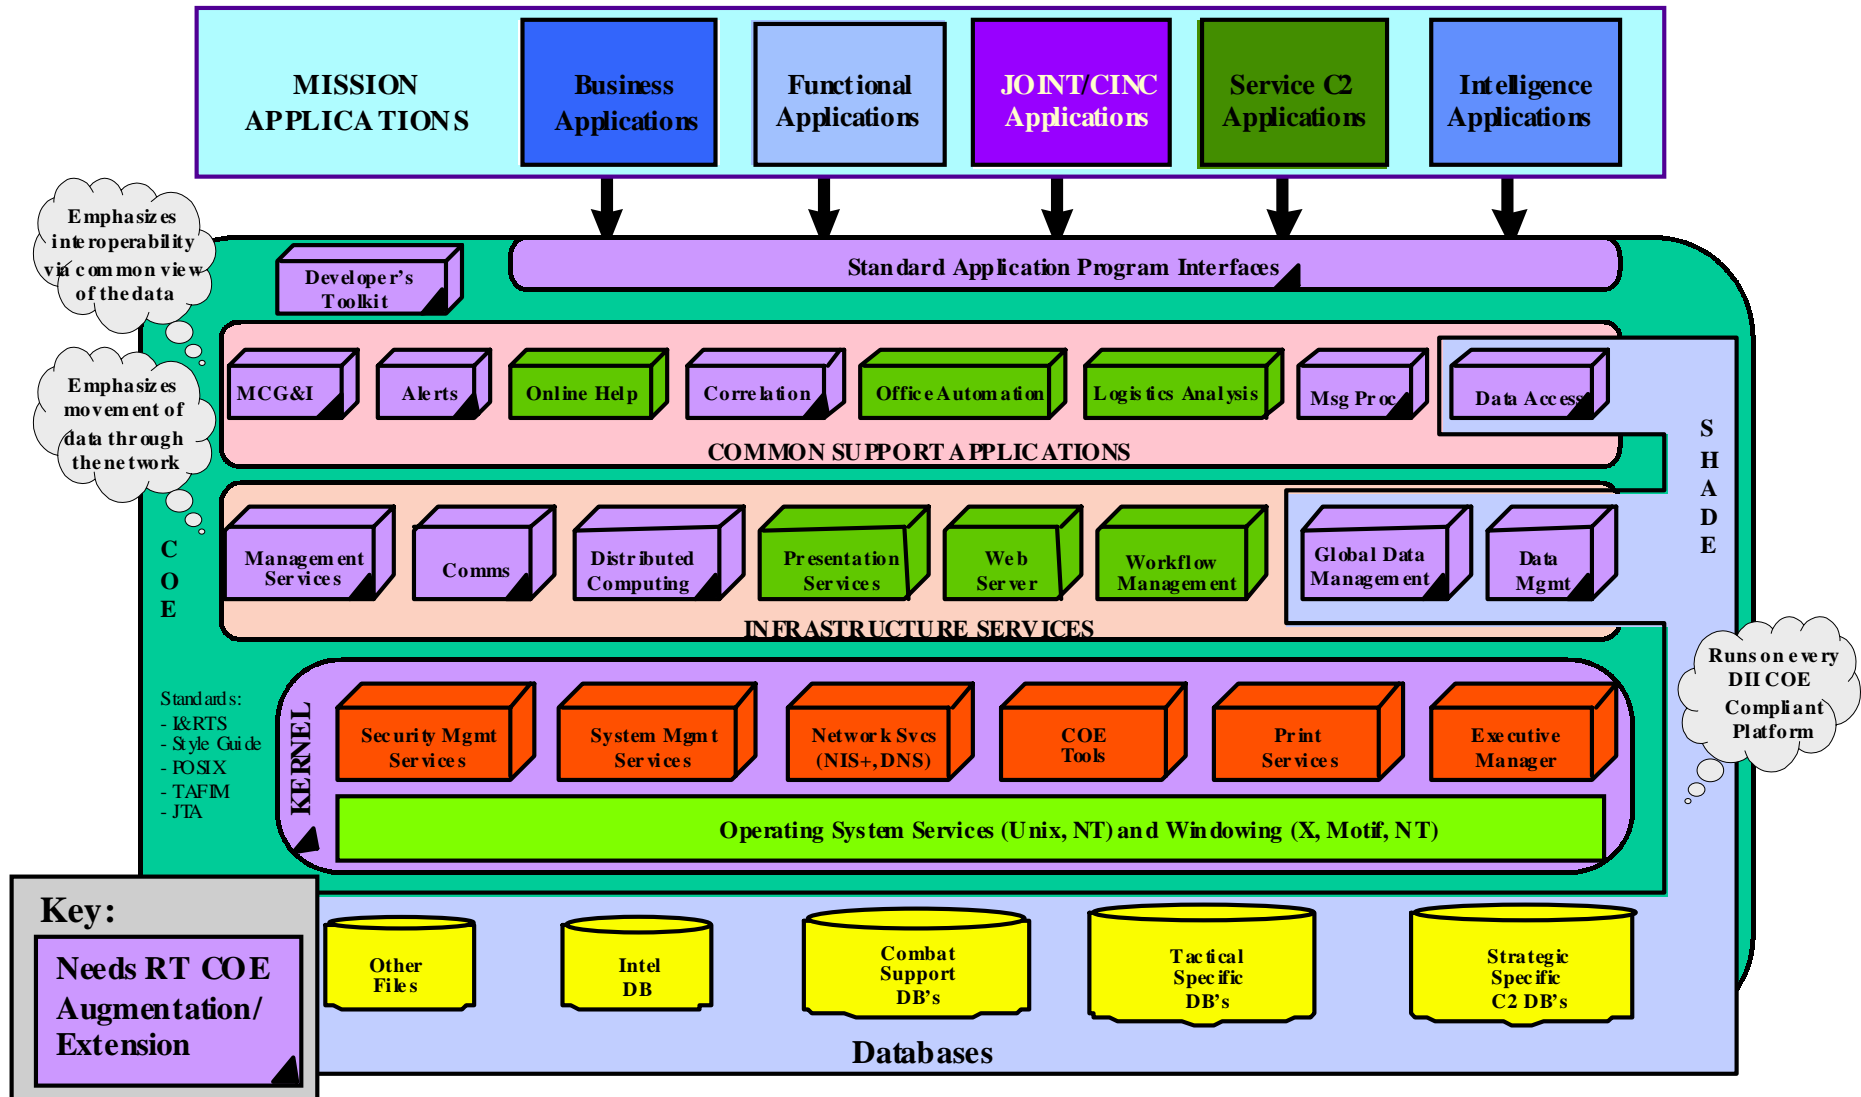 MISSION
APPLICATIONS
Business
Applications
Functional
Applications
JOINT/CINC
Applications
Service C2
Applications
Intelligence
Applications
Emphasizes
interoperability
via common view
of the data
Developer's
Toolkit
Standard Application Program Interfaces
Emphasizes
movement of
data through
the network
MCG&I
Alerts
Online Help
Correlation
Office Automation
Logistics Analysis
Msg Proc
Data Access
COMMON SUPPORT APPLICATIONS
S
H
A
D
E
C
O
E
Management
Services
Comms
Distributed
Computing
Presentation
Services
Web
Server
Workflow
Management
Global Data
Management
Data
Mgmt
INFRASTRUCTURE SERVICES
Runs on every
DII COE
Compliant
Platform
Standards:
- I&RTS
- Style Guide
- POSIX
- TAFIM
- JTA
KERNEL
Security Mgmt
Services
System Mgmt
Services
Network Svcs
(NIS+, DNS)
COE
Tools
Print
Services
Executive
Manager
Operating System Services (Unix, NT) and Windowing (X, Motif, NT)
Key:
Needs RT COE
Augmentation/
Extension
Other
Files
Intel
DB
Combat
Support
DB's
Tactical
Specific
DB's
Strategic
Specific
C2 DB's
Databases